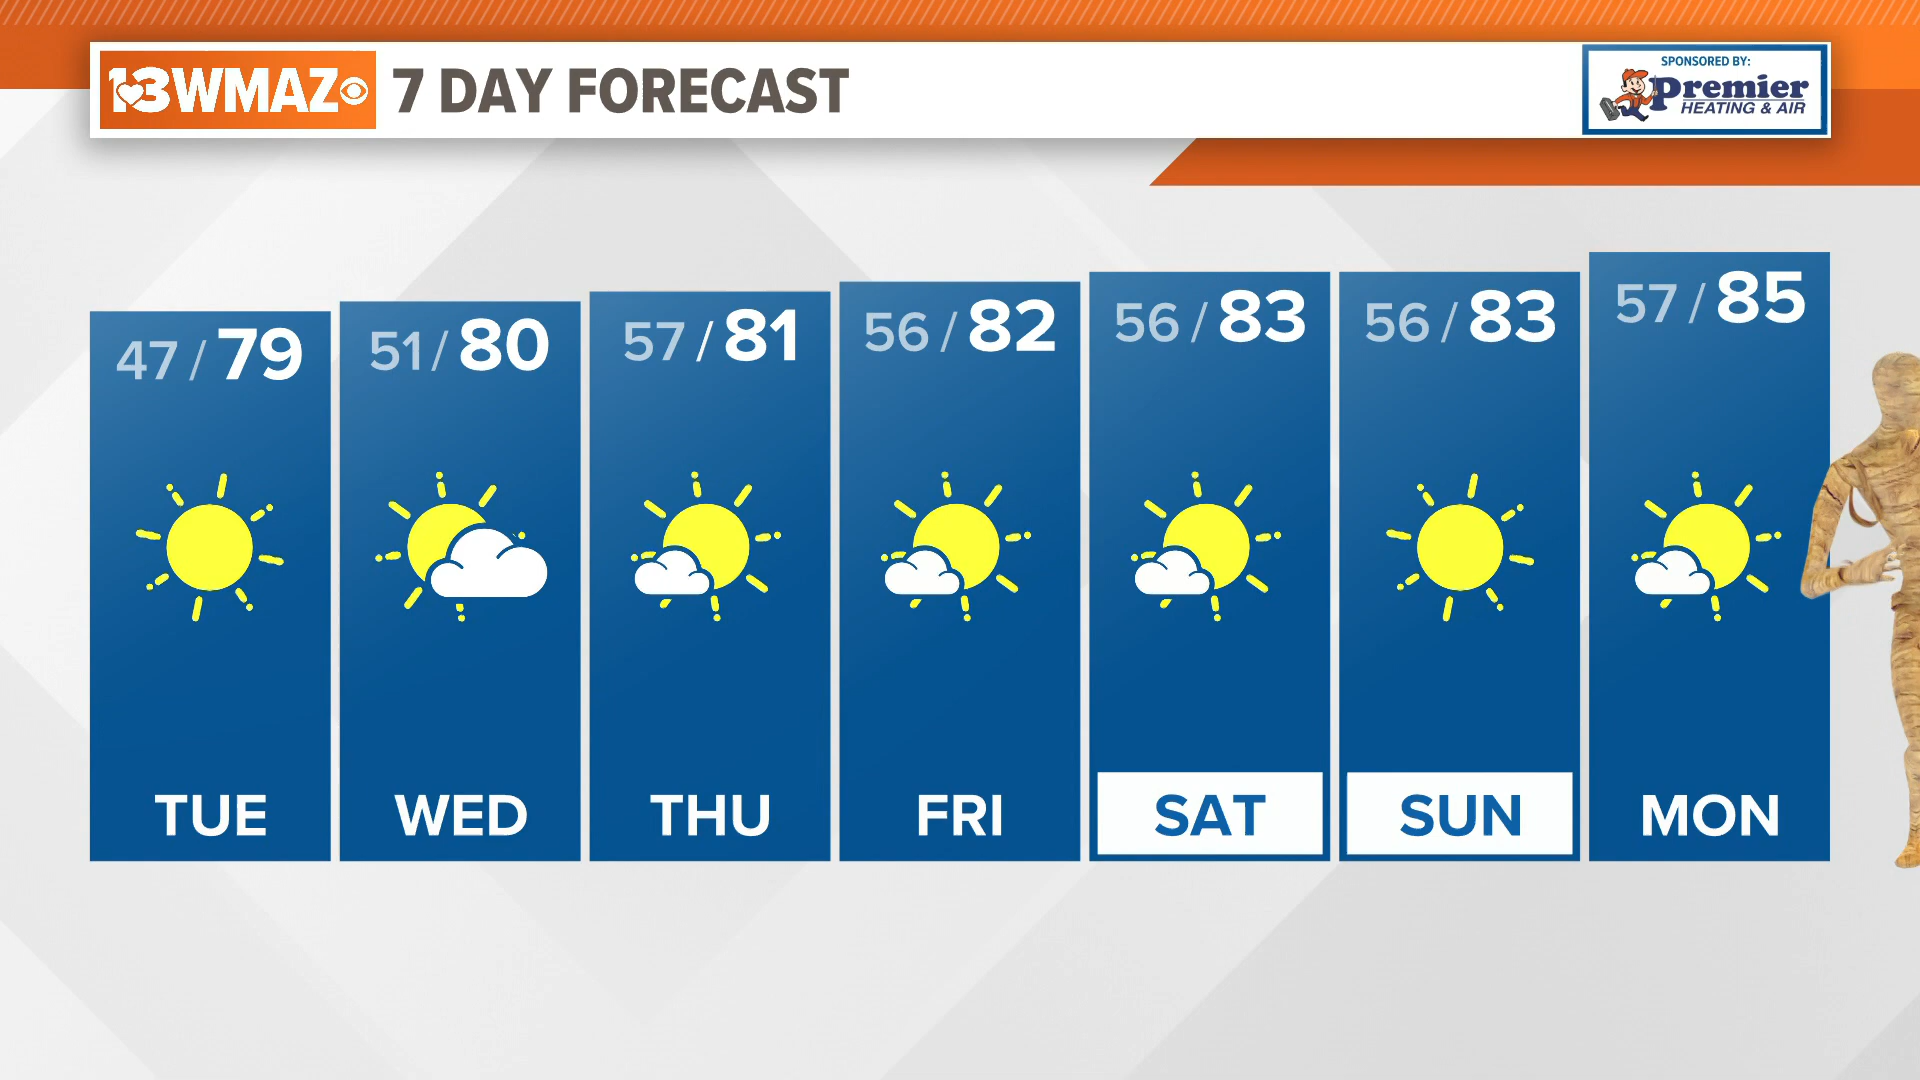 13WMAZ 7 DAY FORECAST
SPONSORED BY:
Premier
HEATING & AIR
47 / 79
51 / 80
57 / 81
56 / 82
56 / 83
56 / 83
57 / 85
TUE
WED
THU
FRI
SAT
SUN
MON